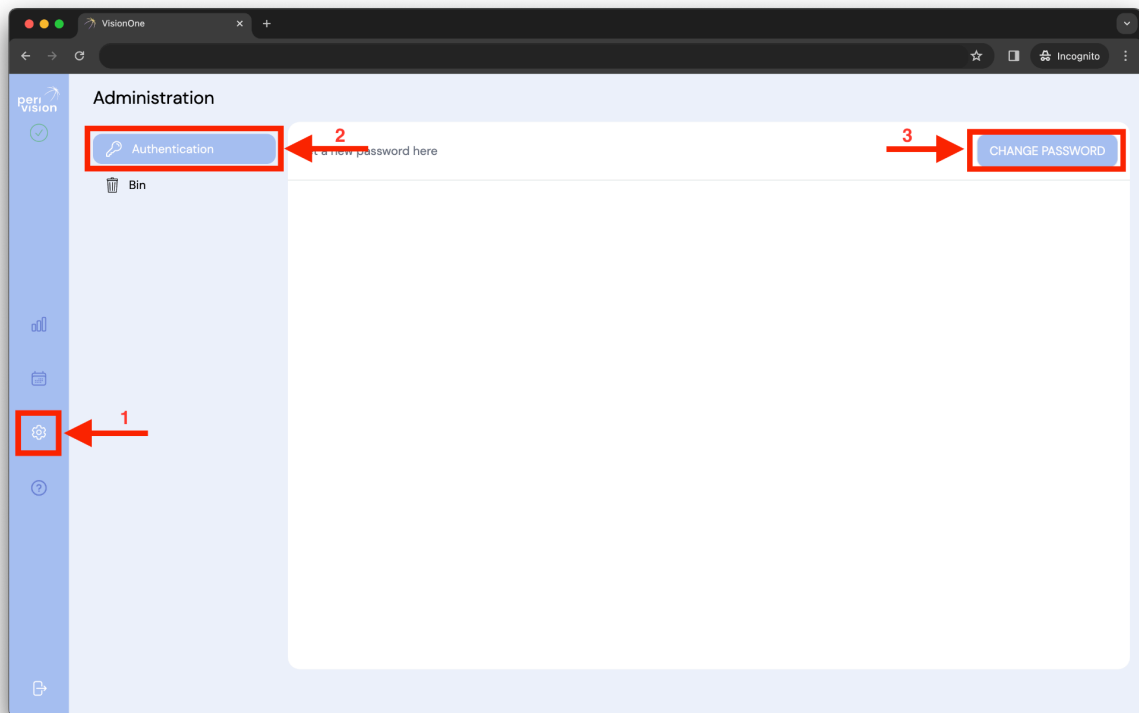 VisionOne
Incognito
peri
vision
Administration
2
3
Authentication
a new password here
CHANGE PASSWORD
Bin
1